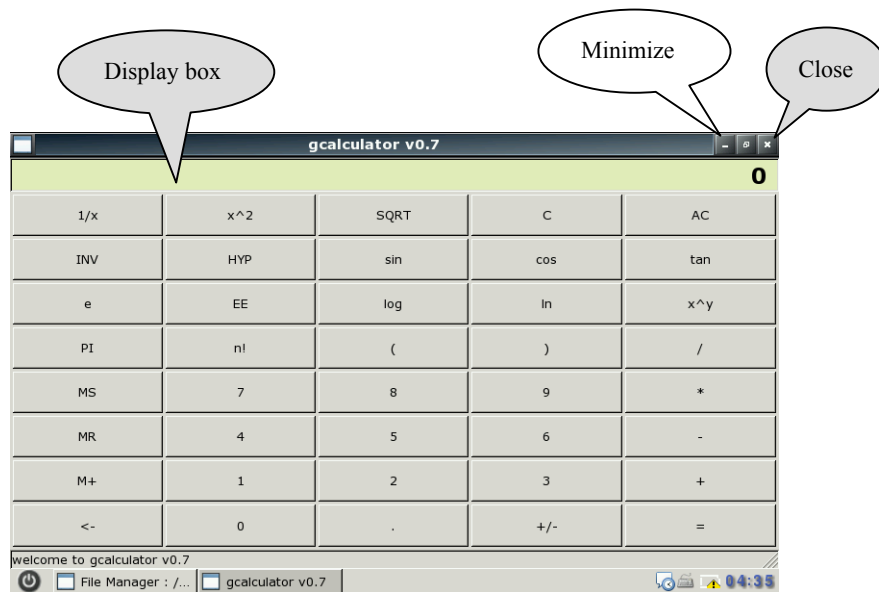 Minimize
Display box
Close
gcalculator v0.7
0
1/x x^2 SQRT C AC
INV HYP sin cos tan
e EE log ln x^y
PI n! ( ) /
MS 7 8 9 *
MR 4 5 6 -
M+ 1 2 3 +
<- 0 . +/- =
welcome to gcalculator v0.7
File Manager : /... gcalculator v0.7 04:35